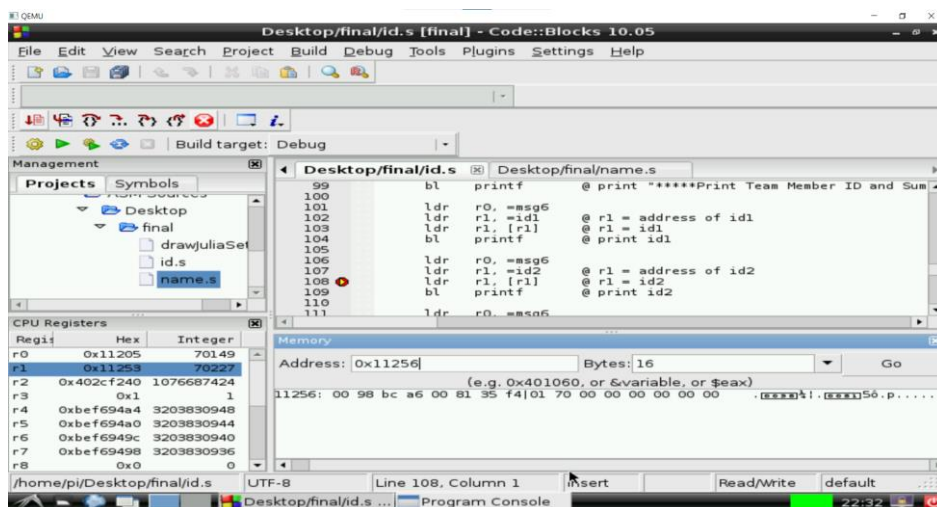 QEMU
Desktop/final/id.s [final] - Code::Blocks 10.05
File Edit View Search Project Build Debug Tools Plugins Settings Help
Build target: Debug
Management
Projects Symbols
Desktop
final
drawJuliaSet
id.s
name.s
Desktop/final/id.s Desktop/final/name.s
99 bl printf @ print "*****Print Team Member ID and Sum
100
101 ldr r0, =msg6
102 ldr r1, =id1 @ r1 = address of id1
103 ldr r1, [r1] @ r1 = id1
104 bl printf @ print id1
105
106 ldr r0, =msg6
107 ldr r1, =id2 @ r1 = address of id2
108 ldr r1, [r1] @ r1 = id2
109 bl printf @ print id2
110
111 ldr r0, =msg6
CPU Registers
Regis Hex Integer
r0 0x11205 70149
r1 0x11253 70227
r2 0x402cf240 1076687424
r3 0x1 1
r4 0xbef694a4 3203830948
r5 0xbef694a0 3203830944
r6 0xbef6949c 3203830940
r7 0xbef69498 3203830936
r8 0x0 0
Memory
Address: 0x11256 Bytes: 16 Go
(e.g. 0x401060, or &variable, or $eax)
11256: 00 98 bc a6 00 81 35 f4|01 70 00 00 00 00 00 00
/home/pi/Desktop/final/id.s UTF-8 Line 108, Column 1 Insert Read/Write default
Desktop/final/id.s ... Program Console 22:32